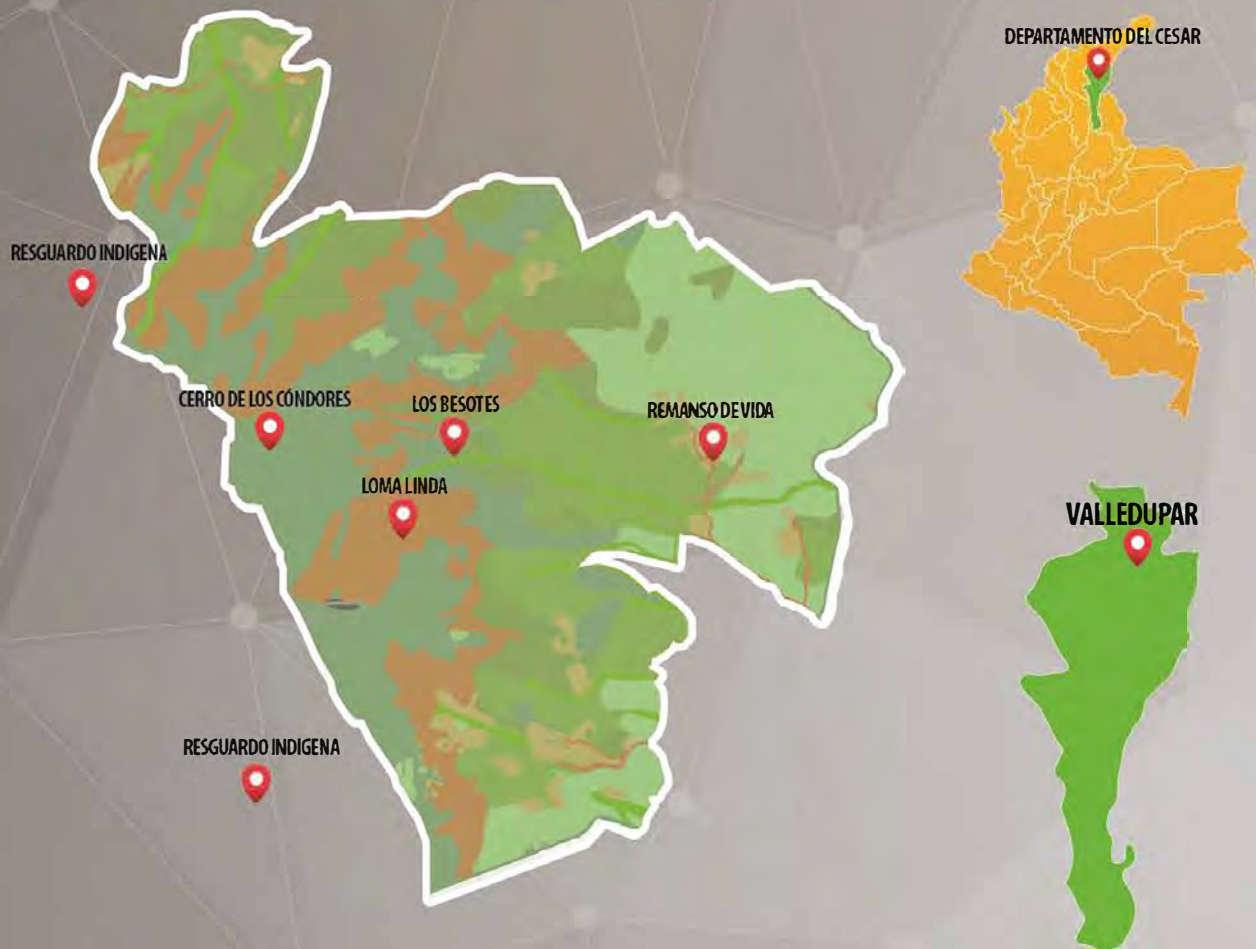 DEPARTAMENTO DEL CESAR
RESGUARDO INDIGENA
CERRO DE LOS CÓNDORES
LOS BESOTES
REMANSO DE VIDA
LOMA LINDA
VALLEDUPAR
RESGUARDO INDIGENA